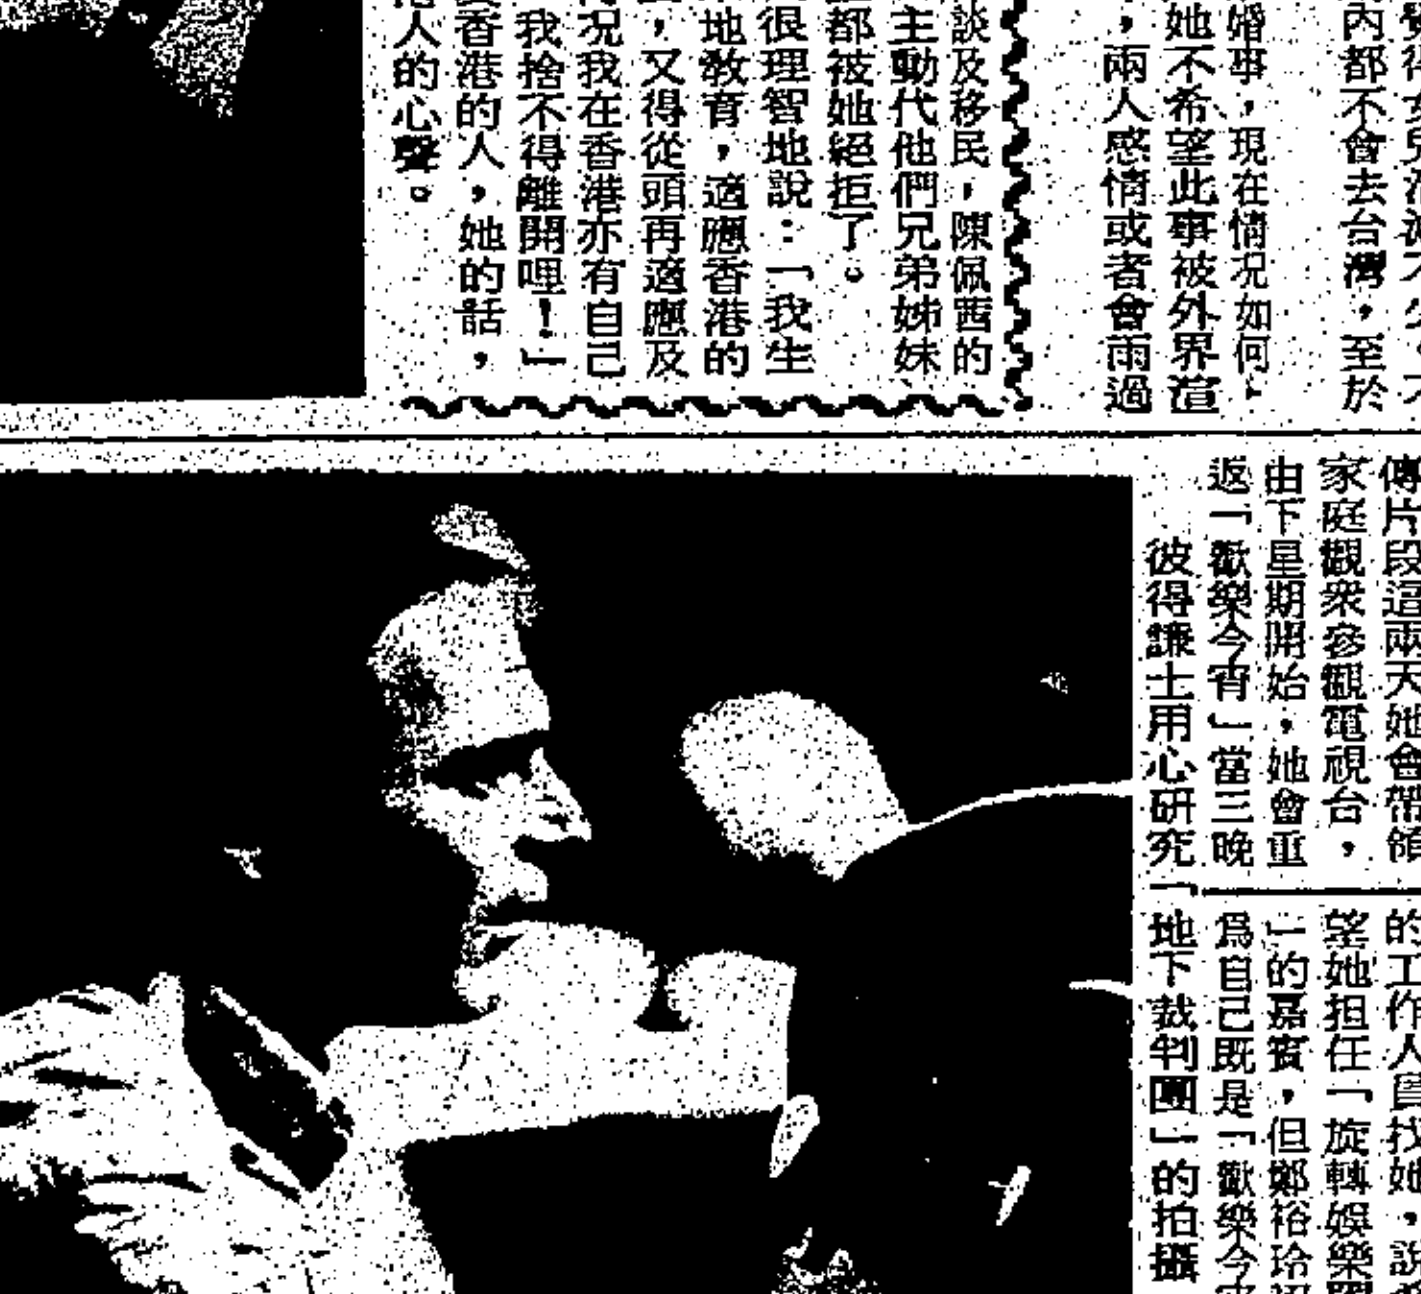 內都不會去台灣，至於
婚事，現在情况如何，
她不希望此事被外界渲
，兩人感情或者會雨過
談及移民，陳佩茜的
主動代他們兄弟姊妹
都被她絕拒了。
很理智地說：「我生
地敎育，適應香港的
，又得從頭再適應及
况我在香港亦有自己
我捨不得離開哩！」
香港的人，她的話，
人的心聲。
傳片段這兩天她會帶領
家庭觀衆參觀電視台，
由下星期開始，她會重
返「歡樂今宵」當三晚
的工作人員找她，說
望她担任「旋轉娛樂
」的嘉賓，但鄭裕玲
爲自己既是「歡樂今
彼得謙士用心研究「地下裁判團」的拍攝